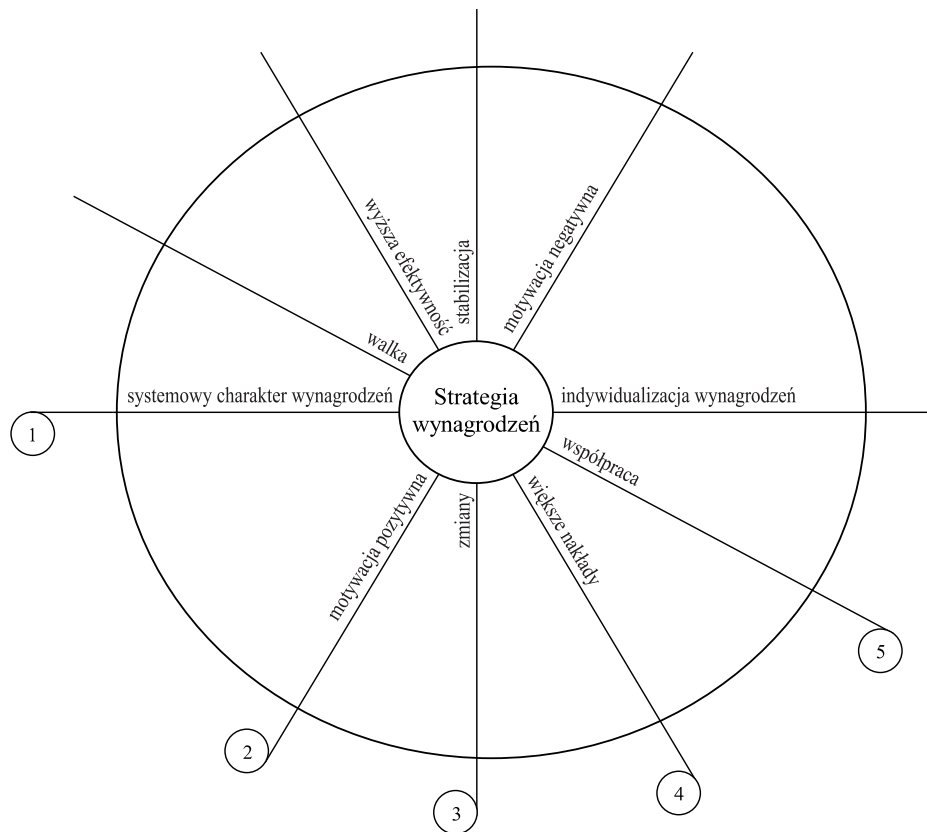 wyższa efektywność
stabilizacja
motywacja negatywna
walka
systemowy charakter wynagrodzeń
Strategia
wynagrodzeń
indywidualizacja wynagrodzeń
współpraca
większe nakłady
zmiany
motywacja pozytywna
1
2
3
4
5